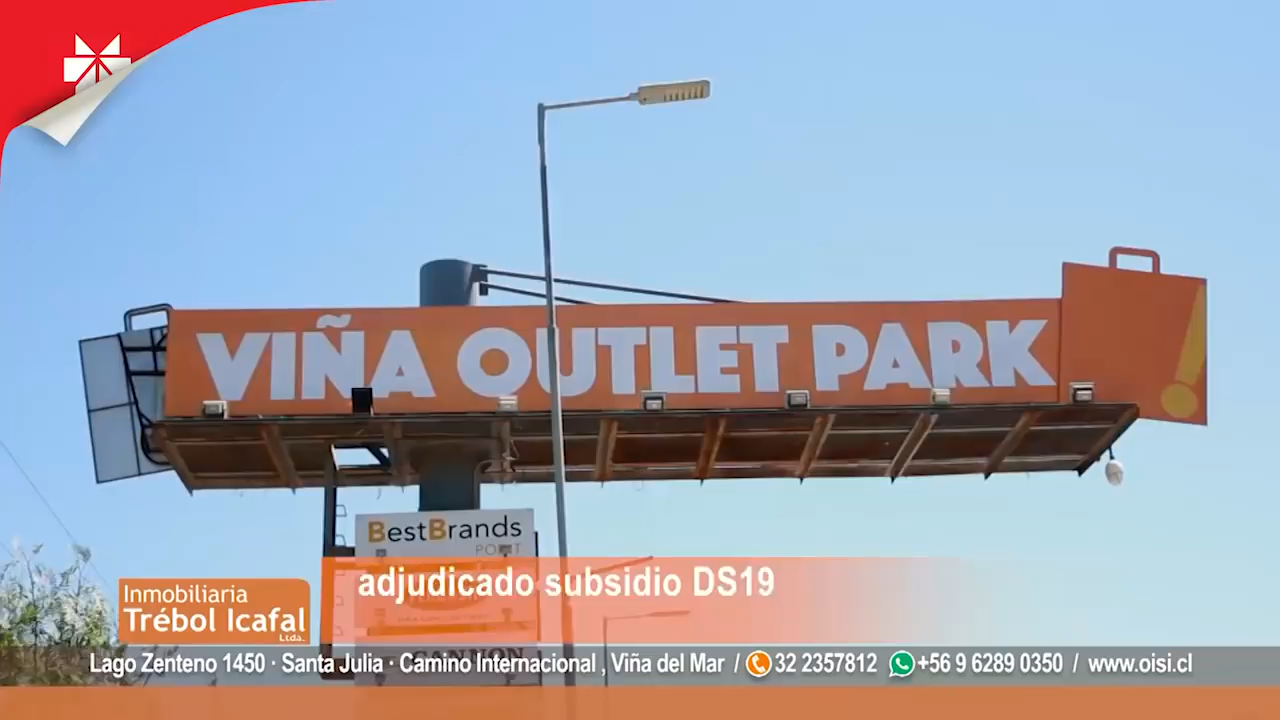 VIÑA OUTLET PARK
BestBrands
POINT
adjudicado subsidio DS19
Inmobiliaria
Trébol Icafal
Ltda.
CANNON
Lago Zenteno 1450 · Santa Julia · Camino Internacional , Viña del Mar / 32 2357812 +56 9 6289 0350 / www.oisi.cl